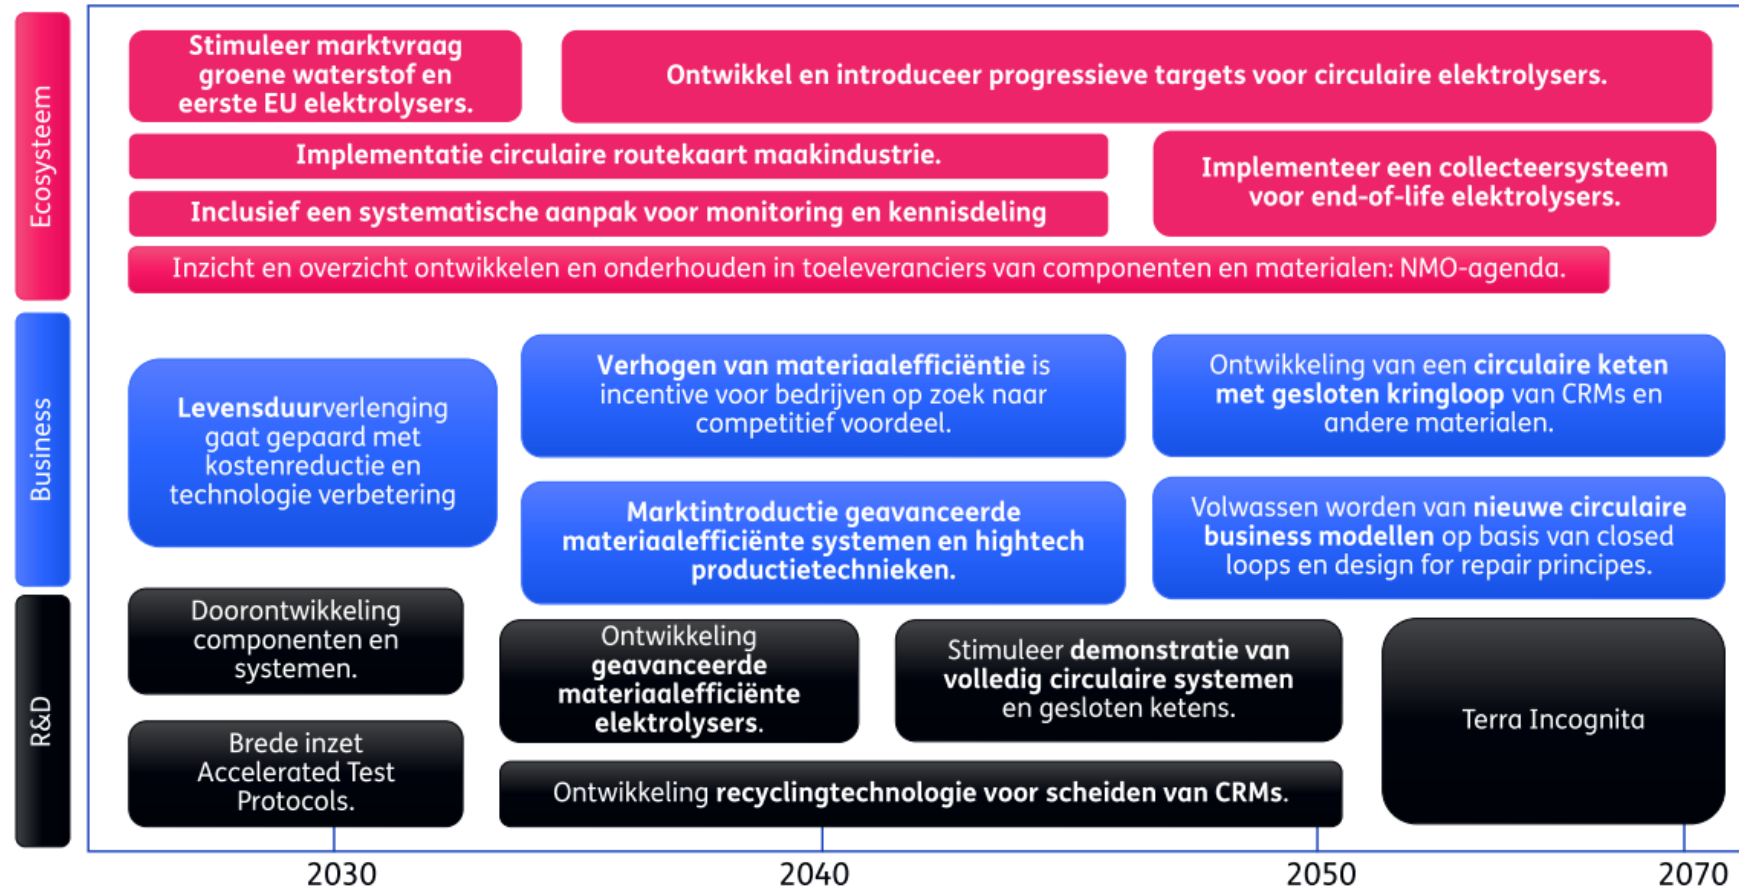 Ecosysteem
Stimuleer marktvraag
groene waterstof en
eerste EU elektrolysers.
Ontwikkel en introduceer progressieve targets voor circulaire elektrolysers.
Implementatie circulaire routekaart maakindustrie.
Inclusief een systematische aanpak voor monitoring en kennisdeling
Implementeer een collecteersysteem
voor end-of-life elektrolysers.
Inzicht en overzicht ontwikkelen en onderhouden in toeleveranciers van componenten en materialen: NMO-agenda.
Business
Levensduurverlenging
gaat gepaard met
kostenreductie en
technologie verbetering
Verhogen van materiaalefficiëntie is
incentive voor bedrijven op zoek naar
competitief voordeel.
Ontwikkeling van een circulaire keten
met gesloten kringloop van CRMs en
andere materialen.
Marktintroductie geavanceerde
materiaalefficiënte systemen en hightech
productietechnieken.
Volwassen worden van nieuwe circulaire
business modellen op basis van closed
loops en design for repair principes.
R&D
Doorontwikkeling
componenten en
systemen.
Ontwikkeling
geavanceerde
materiaalefficiënte
elektrolysers.
Stimuleer demonstratie van
volledig circulaire systemen
en gesloten ketens.
Terra Incognita
Brede inzet
Accelerated Test
Protocols.
Ontwikkeling recyclingtechnologie voor scheiden van CRMs.
2030
2040
2050
2070